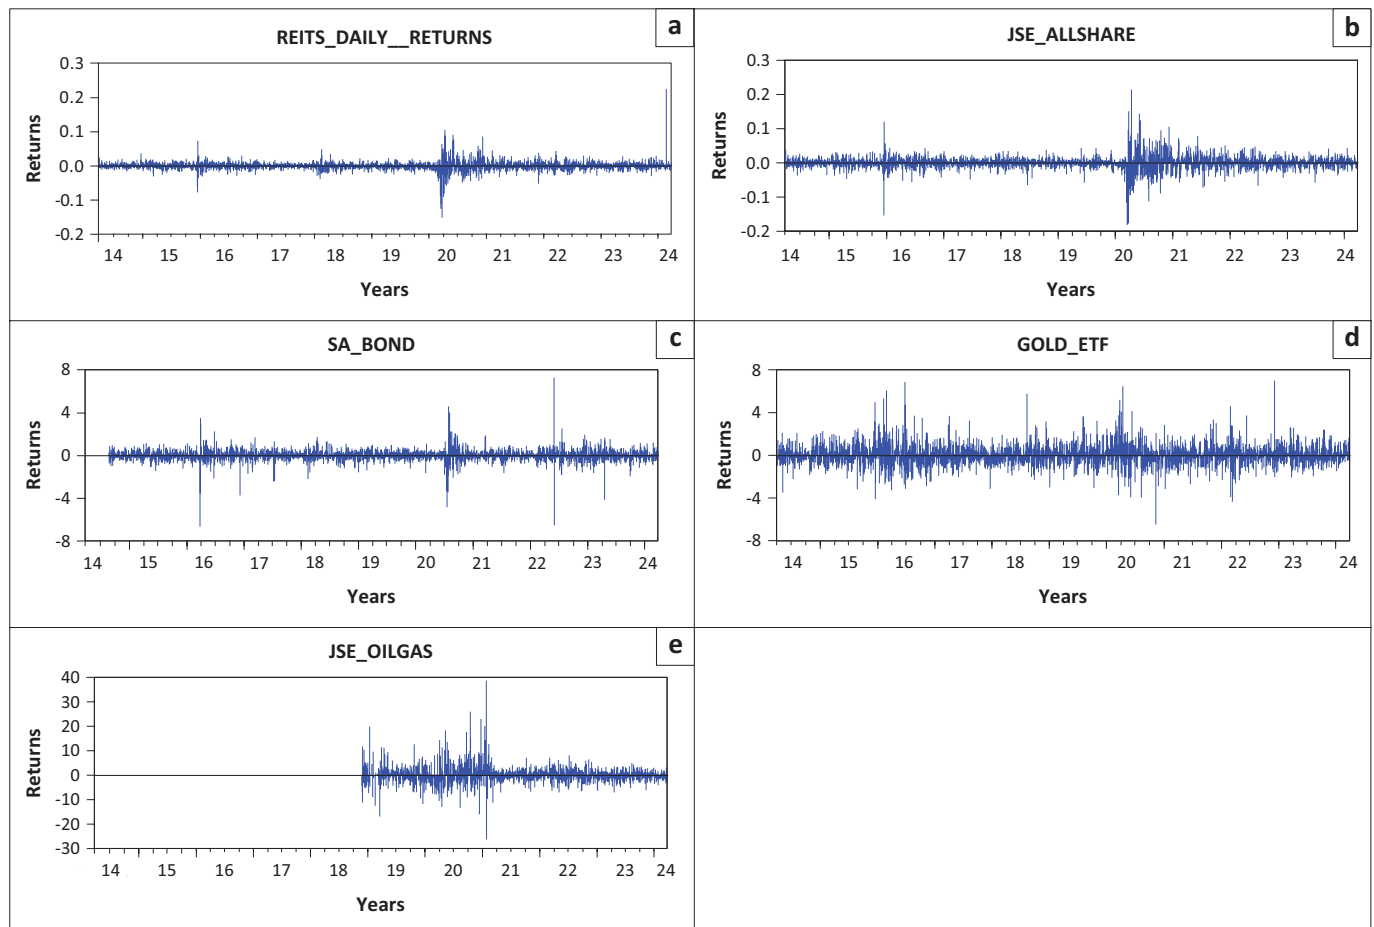 a
REITS_DAILY__RETURNS
0.3
0.2
0.1
0.0
-0.1
-0.2
Returns
14 15 16 17 18 19 20 21 22 23 24
Years
b
JSE_ALLSHARE
0.3
0.2
0.1
0.0
-0.1
-0.2
Returns
14 15 16 17 18 19 20 21 22 23 24
Years
c
SA_BOND
8
4
0
-4
-8
Returns
14 15 16 17 18 19 20 21 22 23 24
Years
d
GOLD_ETF
8
4
0
-4
-8
Returns
14 15 16 17 18 19 20 21 22 23 24
Years
e
JSE_OILGAS
40
30
20
10
0
-10
-20
-30
Returns
14 15 16 17 18 19 20 21 22 23 24
Years